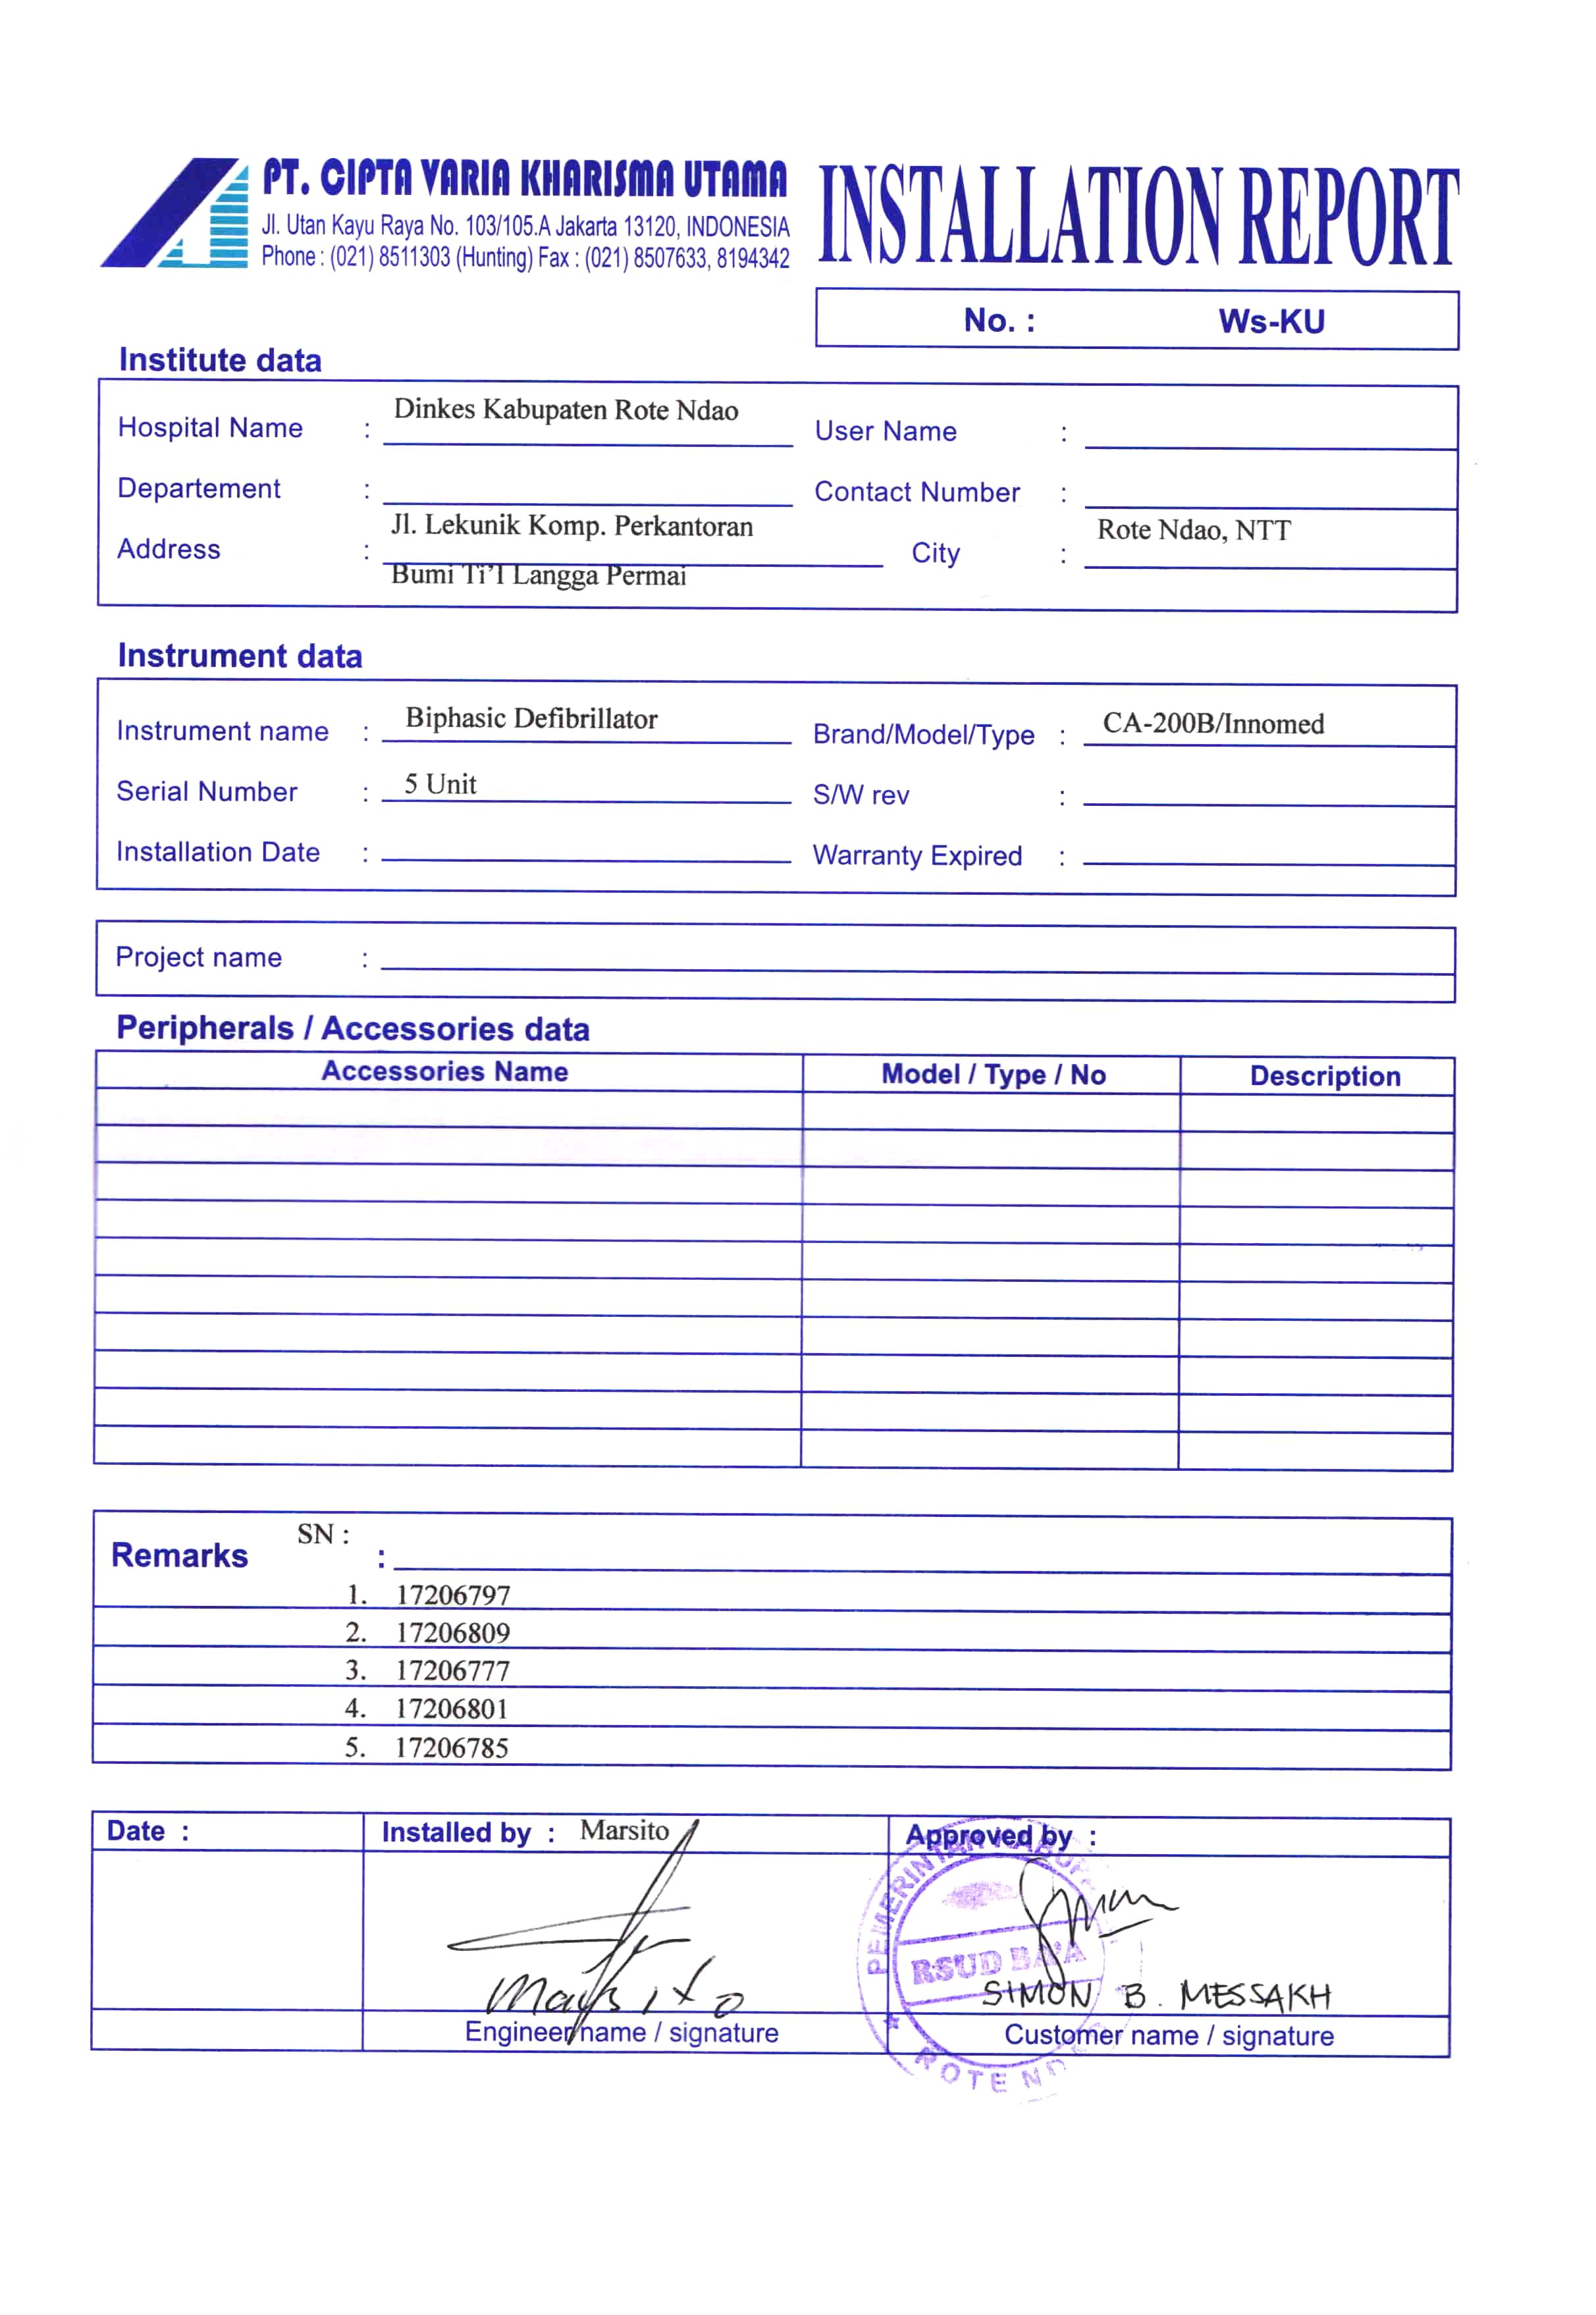 PT. CIPTA VARIA KHARISMA UTAMA
Jl. Utan Kayu Raya No. 103/105.A Jakarta 13120, INDONESIA
Phone : (021) 8511303 (Hunting) Fax : (021) 8507633, 8194342
INSTALLATION REPORT
No. : Ws-KU
Institute data
Hospital Name : Dinkes Kabupaten Rote Ndao User Name :
Departement : Contact Number :
Address : Jl. Lekunik Komp. Perkantoran City : Rote Ndao, NTT
Bumi Ti'l Langga Permai
Instrument data
Instrument name : Biphasic Defibrillator Brand/Model/Type : CA-200B/Innomed
Serial Number : 5 Unit S/W rev :
Installation Date : Warranty Expired :
Project name :
Peripherals / Accessories data
Accessories Name Model / Type / No Description
Remarks : SN :
1. 17206797
2. 17206809
3. 17206777
4. 17206801
5. 17206785
Date : Installed by : Marsito Approved by :
PEMERINTAH
RSUD BA'A
Marsito SIMON B. MESSAKH
Engineer name / signature Customer name / signature
ROTE